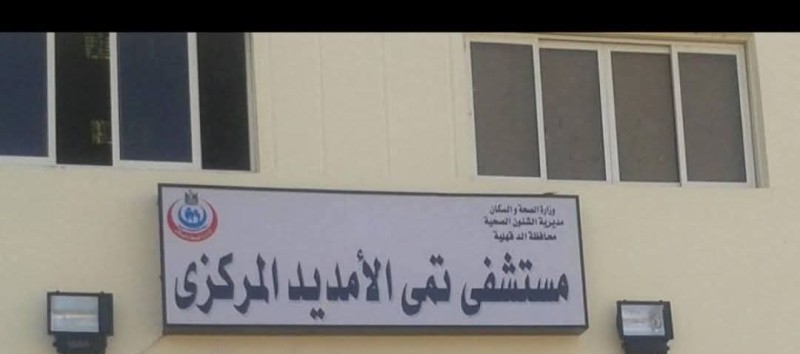 وزارة الصحة والسكان
مديرية الشئون الصحية
محافظة الدقهلية
مستشفى تمى الأمديد المركزى